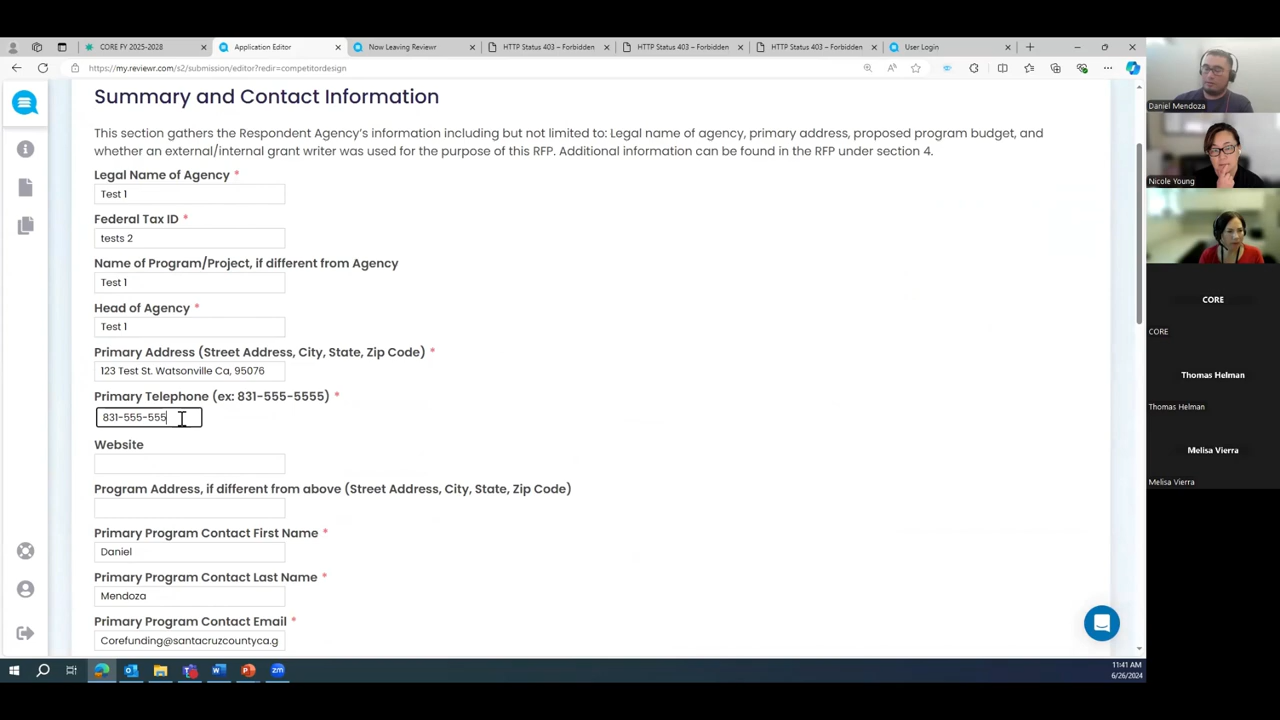 CORE FY 2025-2028
Application Editor
Now Leaving Reviewr
HTTP Status 403 – Forbidden
HTTP Status 403 – Forbidden
HTTP Status 403 – Forbidden
User Login
https://my.reviewr.com/s2/submission/editor?redir=competitordesign
Summary and Contact Information
This section gathers the Respondent Agency's information including but not limited to: Legal name of agency, primary address, proposed program budget, and
whether an external/internal grant writer was used for the purpose of this RFP. Additional information can be found in the RFP under section 4.
Legal Name of Agency *
Test 1
Federal Tax ID *
tests 2
Name of Program/Project, if different from Agency
Test 1
Head of Agency *
Test 1
Primary Address (Street Address, City, State, Zip Code) *
123 Test St. Watsonville Ca, 95076
Primary Telephone (ex: 831-555-5555) *
831-555-555
Website
Program Address, if different from above (Street Address, City, State, Zip Code)
Primary Program Contact First Name *
Daniel
Primary Program Contact Last Name *
Mendoza
Primary Program Contact Email *
Corefunding@santacruzcountyca.g
11:41 AM
6/26/2024
Daniel Mendoza
Nicole Young
CORE
CORE
Thomas Helman
Thomas Helman
Melisa Vierra
Melisa Vierra